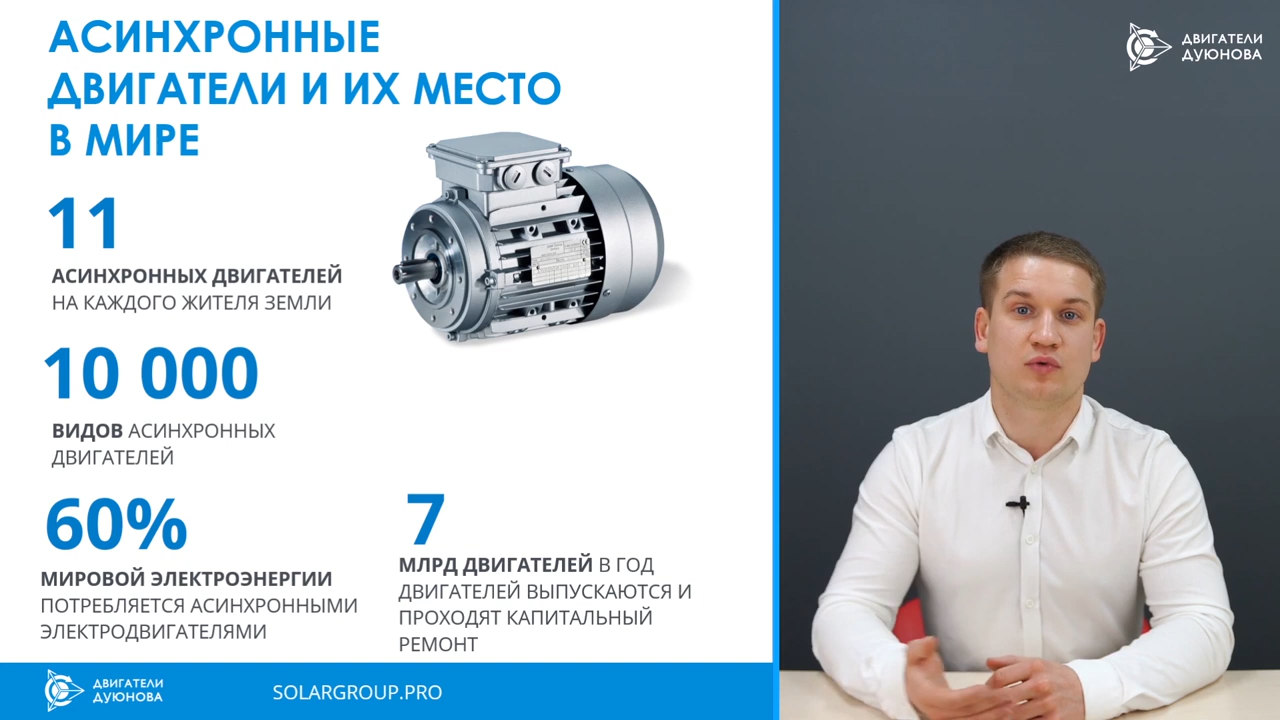 АСИНХРОННЫЕ
ДВИГАТЕЛИ И ИХ МЕСТО
В МИРЕ
11
АСИНХРОННЫХ ДВИГАТЕЛЕЙ
НА КАЖДОГО ЖИТЕЛЯ ЗЕМЛИ
10 000
ВИДОВ АСИНХРОННЫХ
ДВИГАТЕЛЕЙ
60%
МИРОВОЙ ЭЛЕКТРОЭНЕРГИИ
ПОТРЕБЛЯЕТСЯ АСИНХРОННЫМИ
ЭЛЕКТРОДВИГАТЕЛЯМИ
7
МЛРД ДВИГАТЕЛЕЙ В ГОД
ДВИГАТЕЛЕЙ ВЫПУСКАЮТСЯ И
ПРОХОДЯТ КАПИТАЛЬНЫЙ
РЕМОНТ
ДВИГАТЕЛИ
ДУЮНОВА
SOLARGROUP.PRO
ДВИГАТЕЛИ
ДУЮНОВА